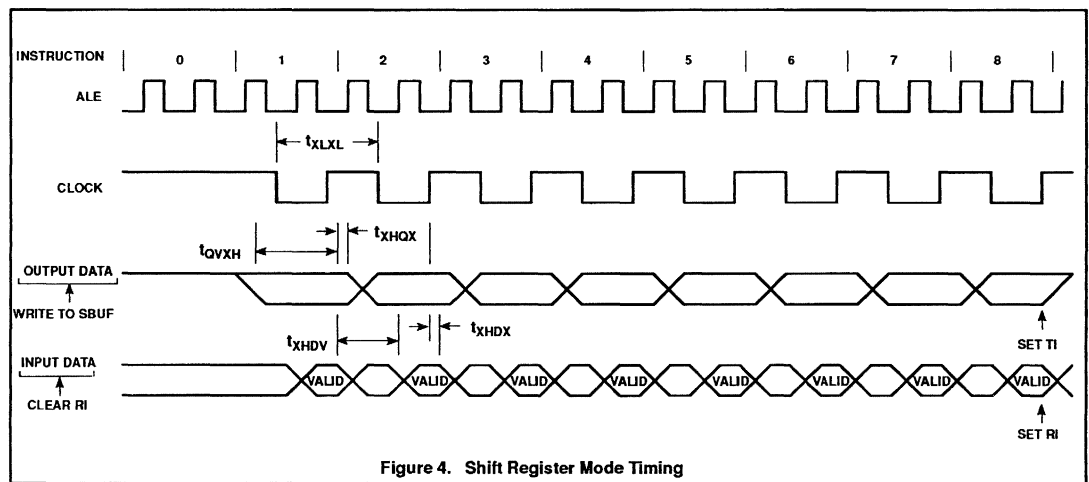 INSTRUCTION 0 1 2 3 4 5 6 7 8
ALE
tXLXL
CLOCK
tQVXH tXHQX
OUTPUT DATA
WRITE TO SBUF
tXHDV tXHDX
SET TI
INPUT DATA
VALID VALID VALID VALID VALID VALID VALID VALID
CLEAR RI
SET RI
Figure 4. Shift Register Mode Timing